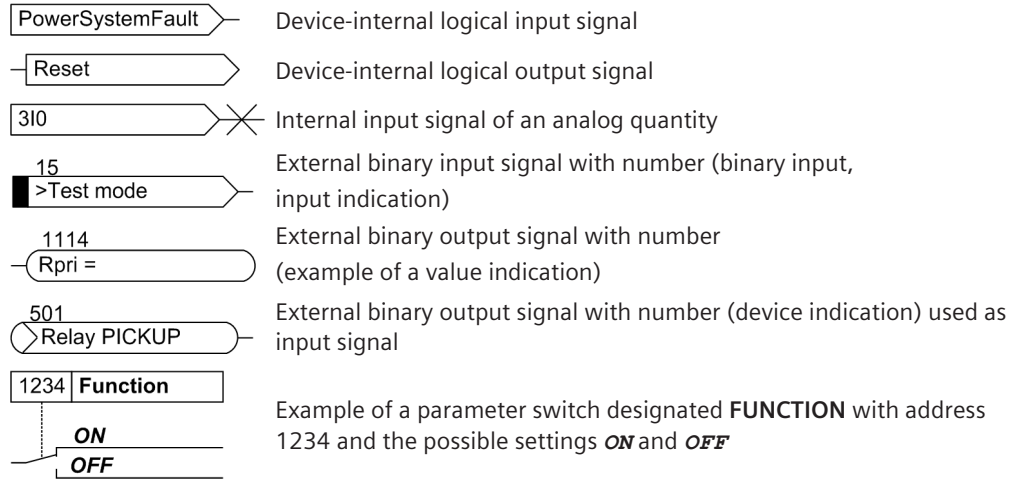 PowerSystemFault Device-internal logical input signal
Reset Device-internal logical output signal
3I0 Internal input signal of an analog quantity
15
>Test mode
External binary input signal with number (binary input,
input indication)
1114
Rpri =
External binary output signal with number
(example of a value indication)
501
Relay PICKUP
External binary output signal with number (device indication) used as
input signal
1234 Function
ON
OFF
Example of a parameter switch designated FUNCTION with address
1234 and the possible settings ON and OFF